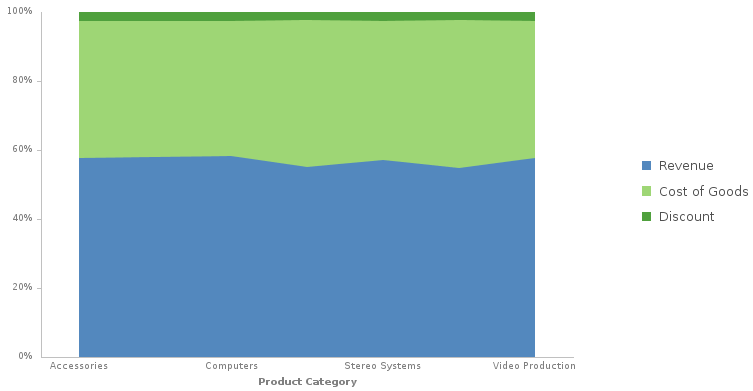 100%
80%
60%
40%
20%
0%
Accessories
Computers
Stereo Systems
Video Production
Product Category
Revenue
Cost of Goods
Discount